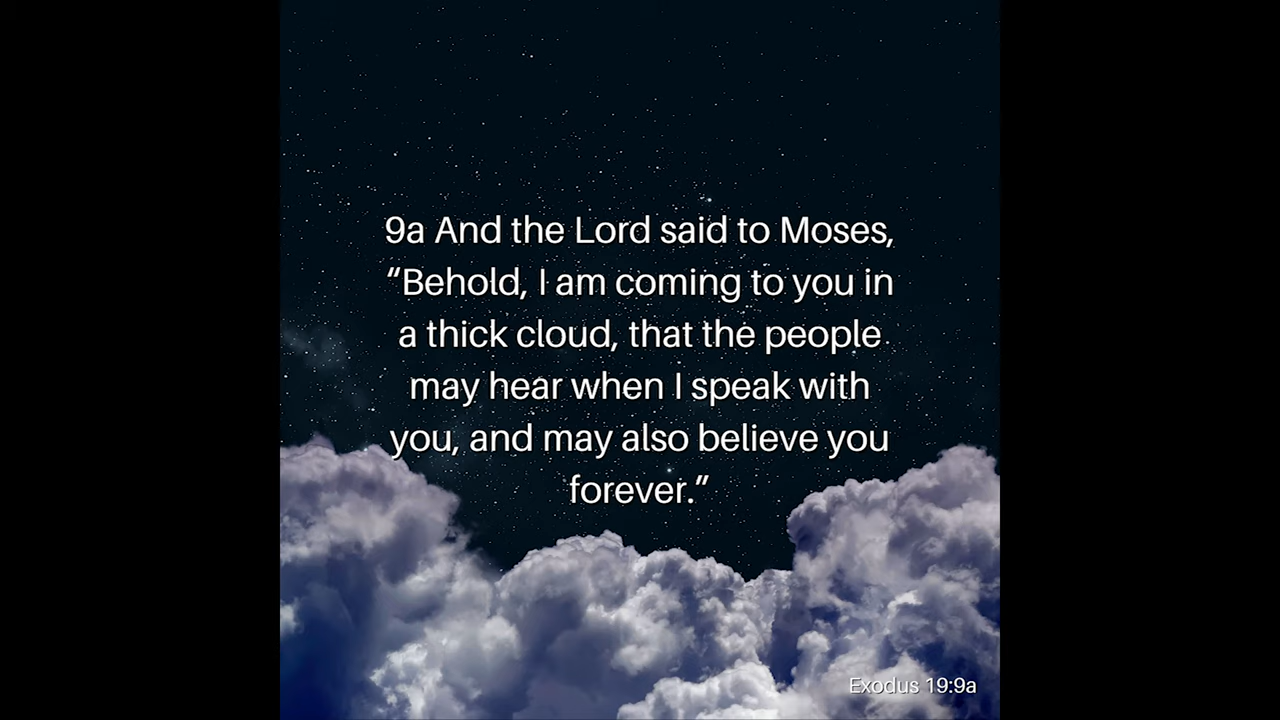 9a And the Lord said to Moses,
“Behold, I am coming to you in
a thick cloud, that the people
may hear when I speak with
you, and may also believe you
forever.”
Exodus 19:9a